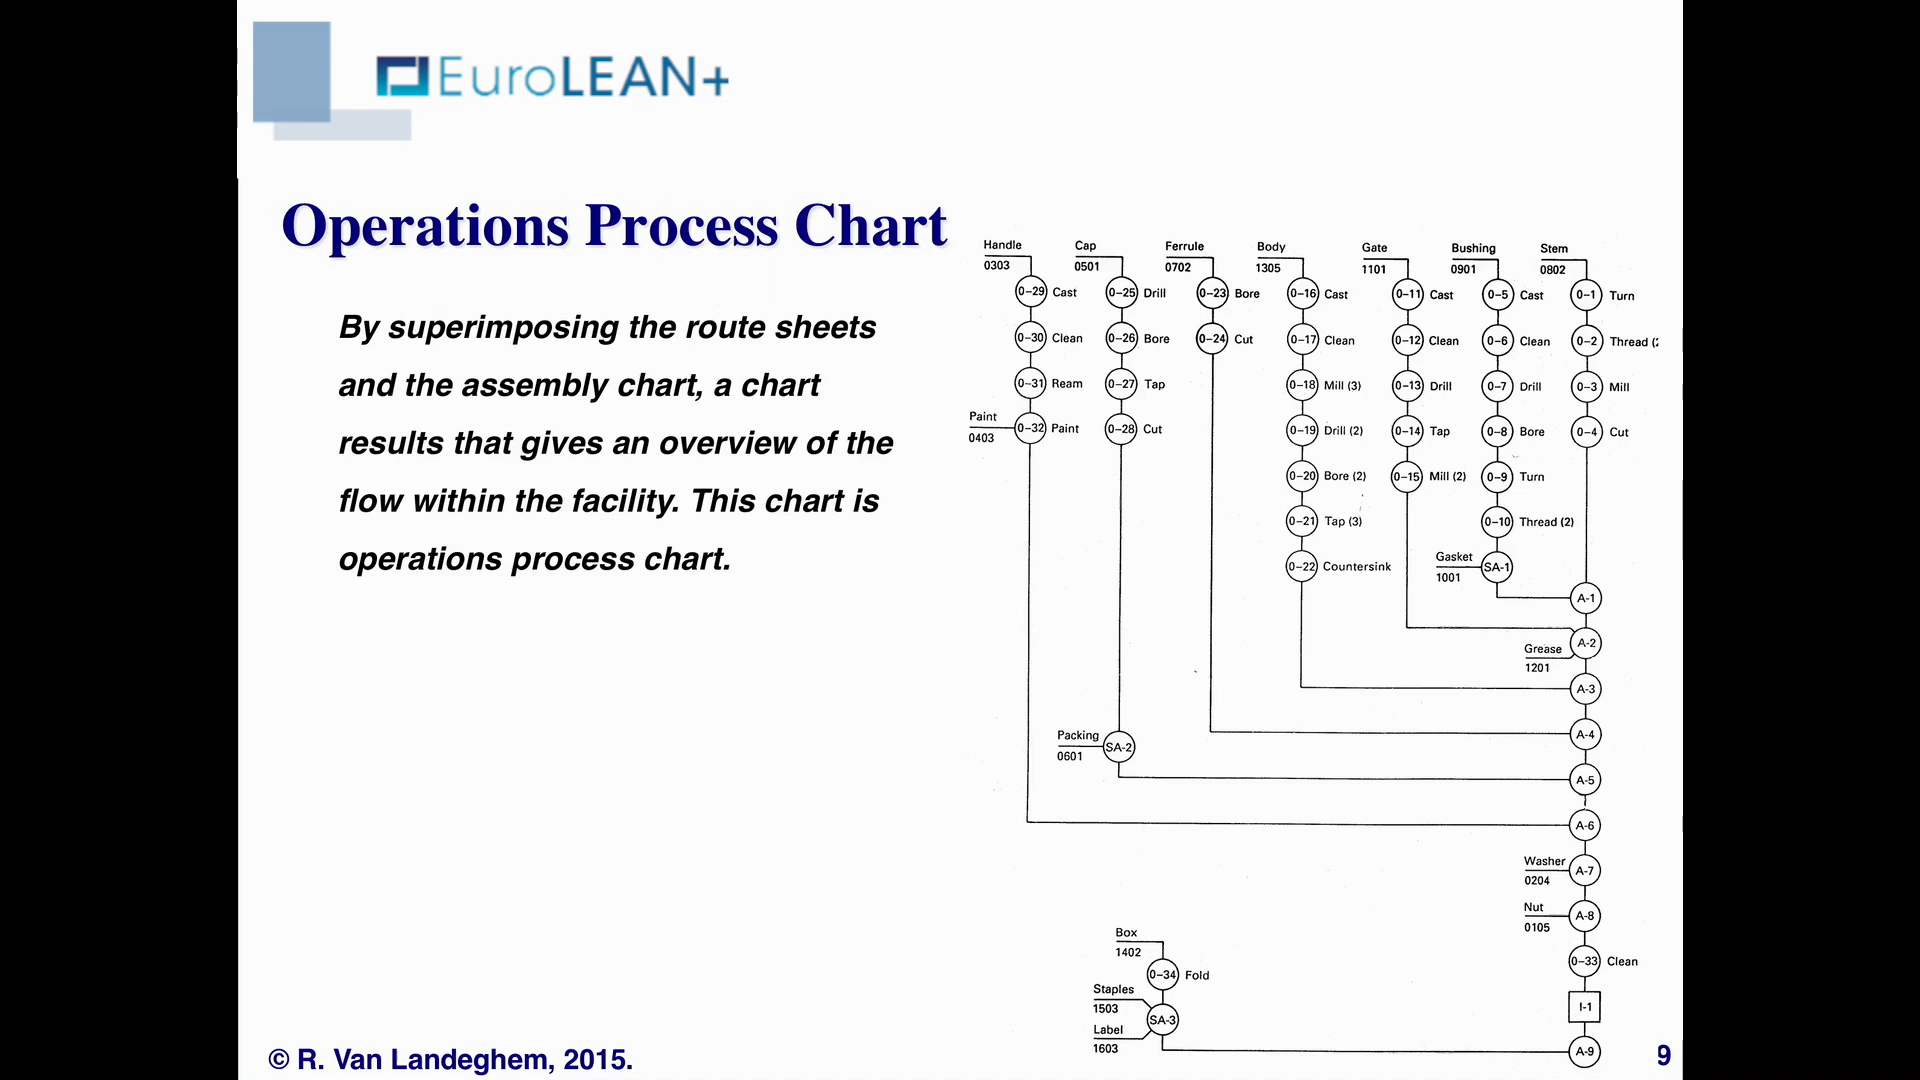 EuroLEAN+
Operations Process Chart
By superimposing the route sheets
and the assembly chart, a chart
results that gives an overview of the
flow within the facility. This chart is
operations process chart.
Handle Cap Ferrule Body Gate Bushing Stem
0303 0501 0702 1305 1101 0901 0802
0-29 Cast 0-25 Drill 0-23 Bore 0-16 Cast 0-11 Cast 0-5 Cast 0-1 Turn
0-30 Clean 0-26 Bore 0-24 Cut 0-17 Clean 0-12 Clean 0-6 Clean 0-2 Thread (
0-31 Ream 0-27 Tap 0-18 Mill (3) 0-13 Drill 0-7 Drill 0-3 Mill
Paint
0403
0-32 Paint 0-28 Cut 0-19 Drill (2) 0-14 Tap 0-8 Bore 0-4 Cut
0-20 Bore (2) 0-15 Mill (2) 0-9 Turn
0-21 Tap (3) 0-10 Thread (2)
0-22 Countersink
Gasket
1001
SA-1
A-1
A-2
Grease
1201
A-3
A-4
Packing
0601
SA-2
A-5
A-6
Washer
0204
A-7
Nut
0105
A-8
0-33 Clean
Box
1402
0-34 Fold
I-1
Staples
1503
SA-3
Label
1603
A-9
© R. Van Landeghem, 2015.
9